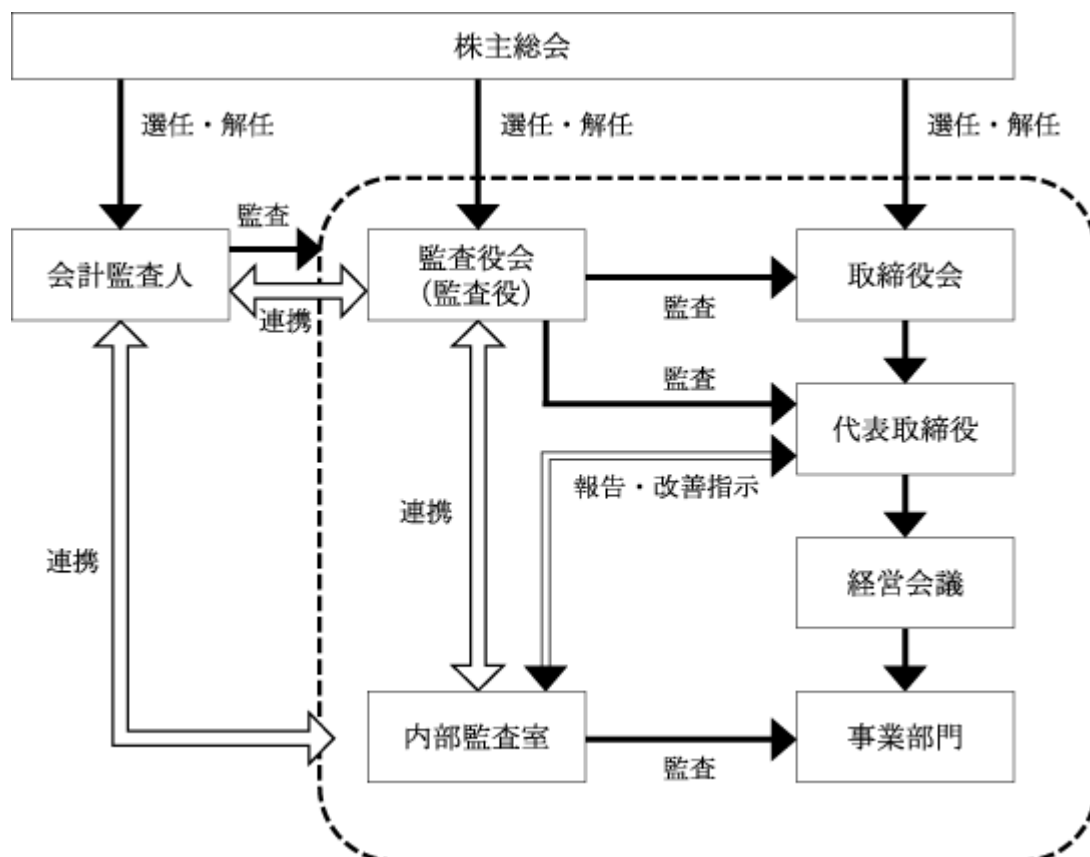 株主総会
選任・解任
選任・解任
選任・解任
監査
会計監査人
監査役会
(監査役)
取締役会
連携
監査
監査
代表取締役
報告・改善指示
連携
連携
経営会議
内部監査室
事業部門
監査